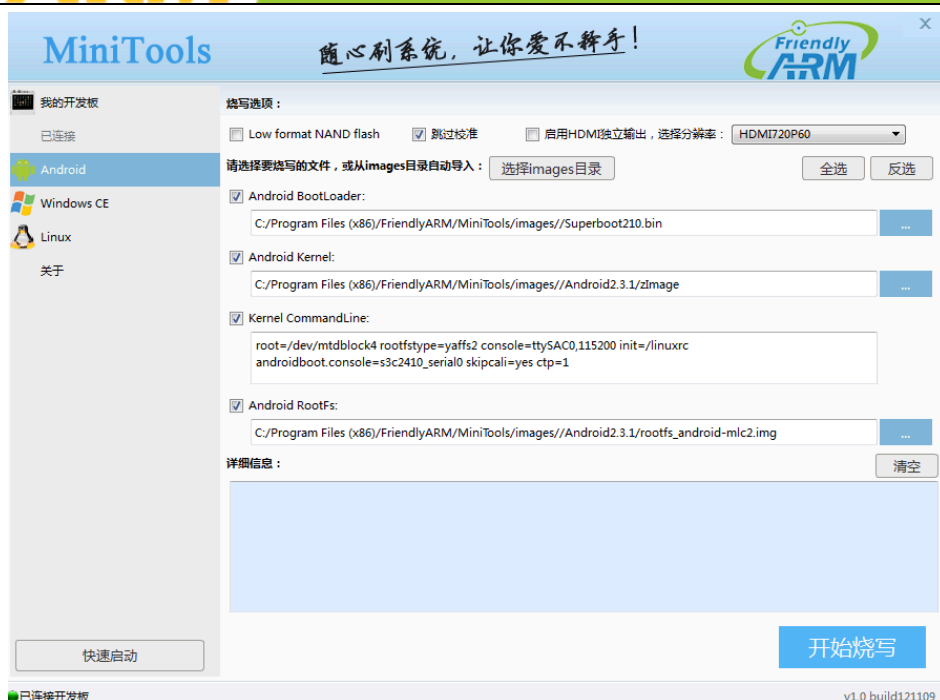 MiniTools
随心刷系统，让你爱不释手！
Friendly
ARM
x
我的开发板
已连接
Android
Windows CE
Linux
关于
快速启动
烧写选项：
Low format NAND flash 跳过校准 启用HDMI独立输出，选择分辨率： HDMI720P60
请选择要烧写的文件，或从images目录自动导入： 选择images目录 全选 反选
Android BootLoader:
C:/Program Files (x86)/FriendlyARM/MiniTools/images//Superboot210.bin ...
Android Kernel:
C:/Program Files (x86)/FriendlyARM/MiniTools/images//Android2.3.1/zImage ...
Kernel CommandLine:
root=/dev/mtdblock4 rootfstype=yaffs2 console=ttySAC0,115200 init=/linuxrc
androidboot.console=s3c2410_serial0 skipcali=yes ctp=1
Android RootFs:
C:/Program Files (x86)/FriendlyARM/MiniTools/images//Android2.3.1/rootfs_android-mlc2.img ...
详细信息： 清空
开始烧写
已连接开发板 v1.0 build121109